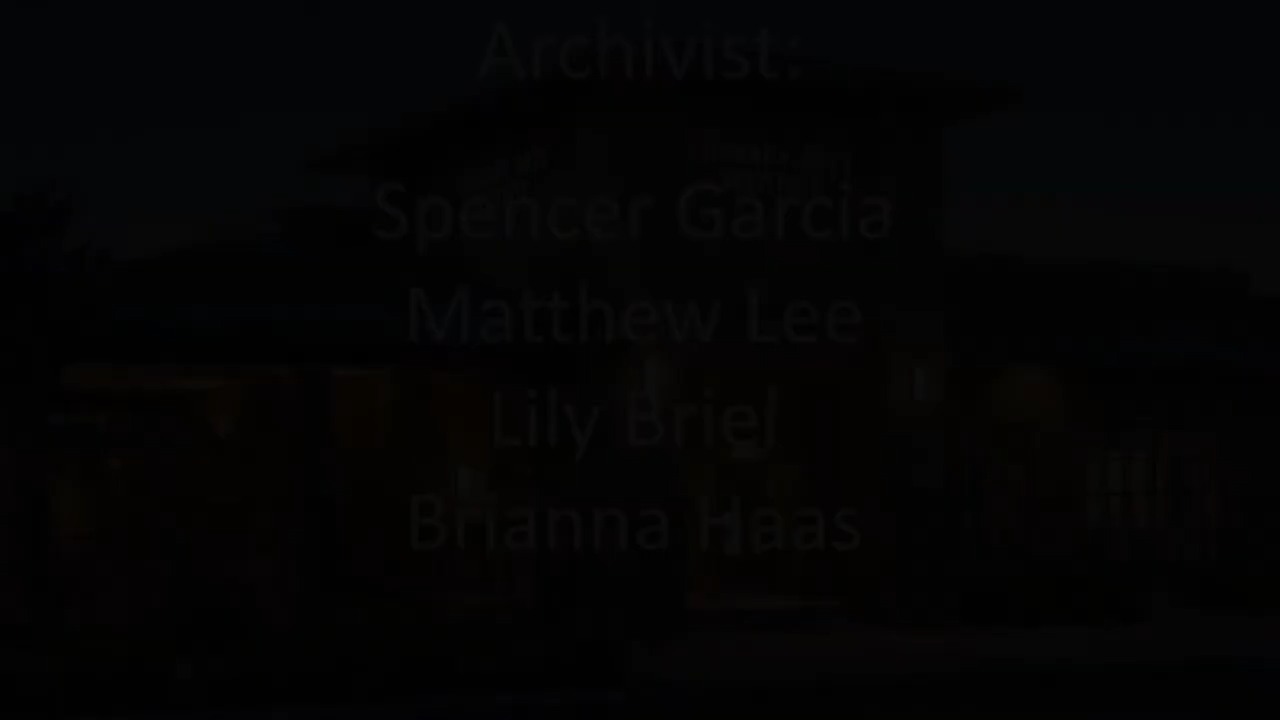 Archivist:
Spencer Garcia
Matthew Lee
Lily Briel
Brianna Haas